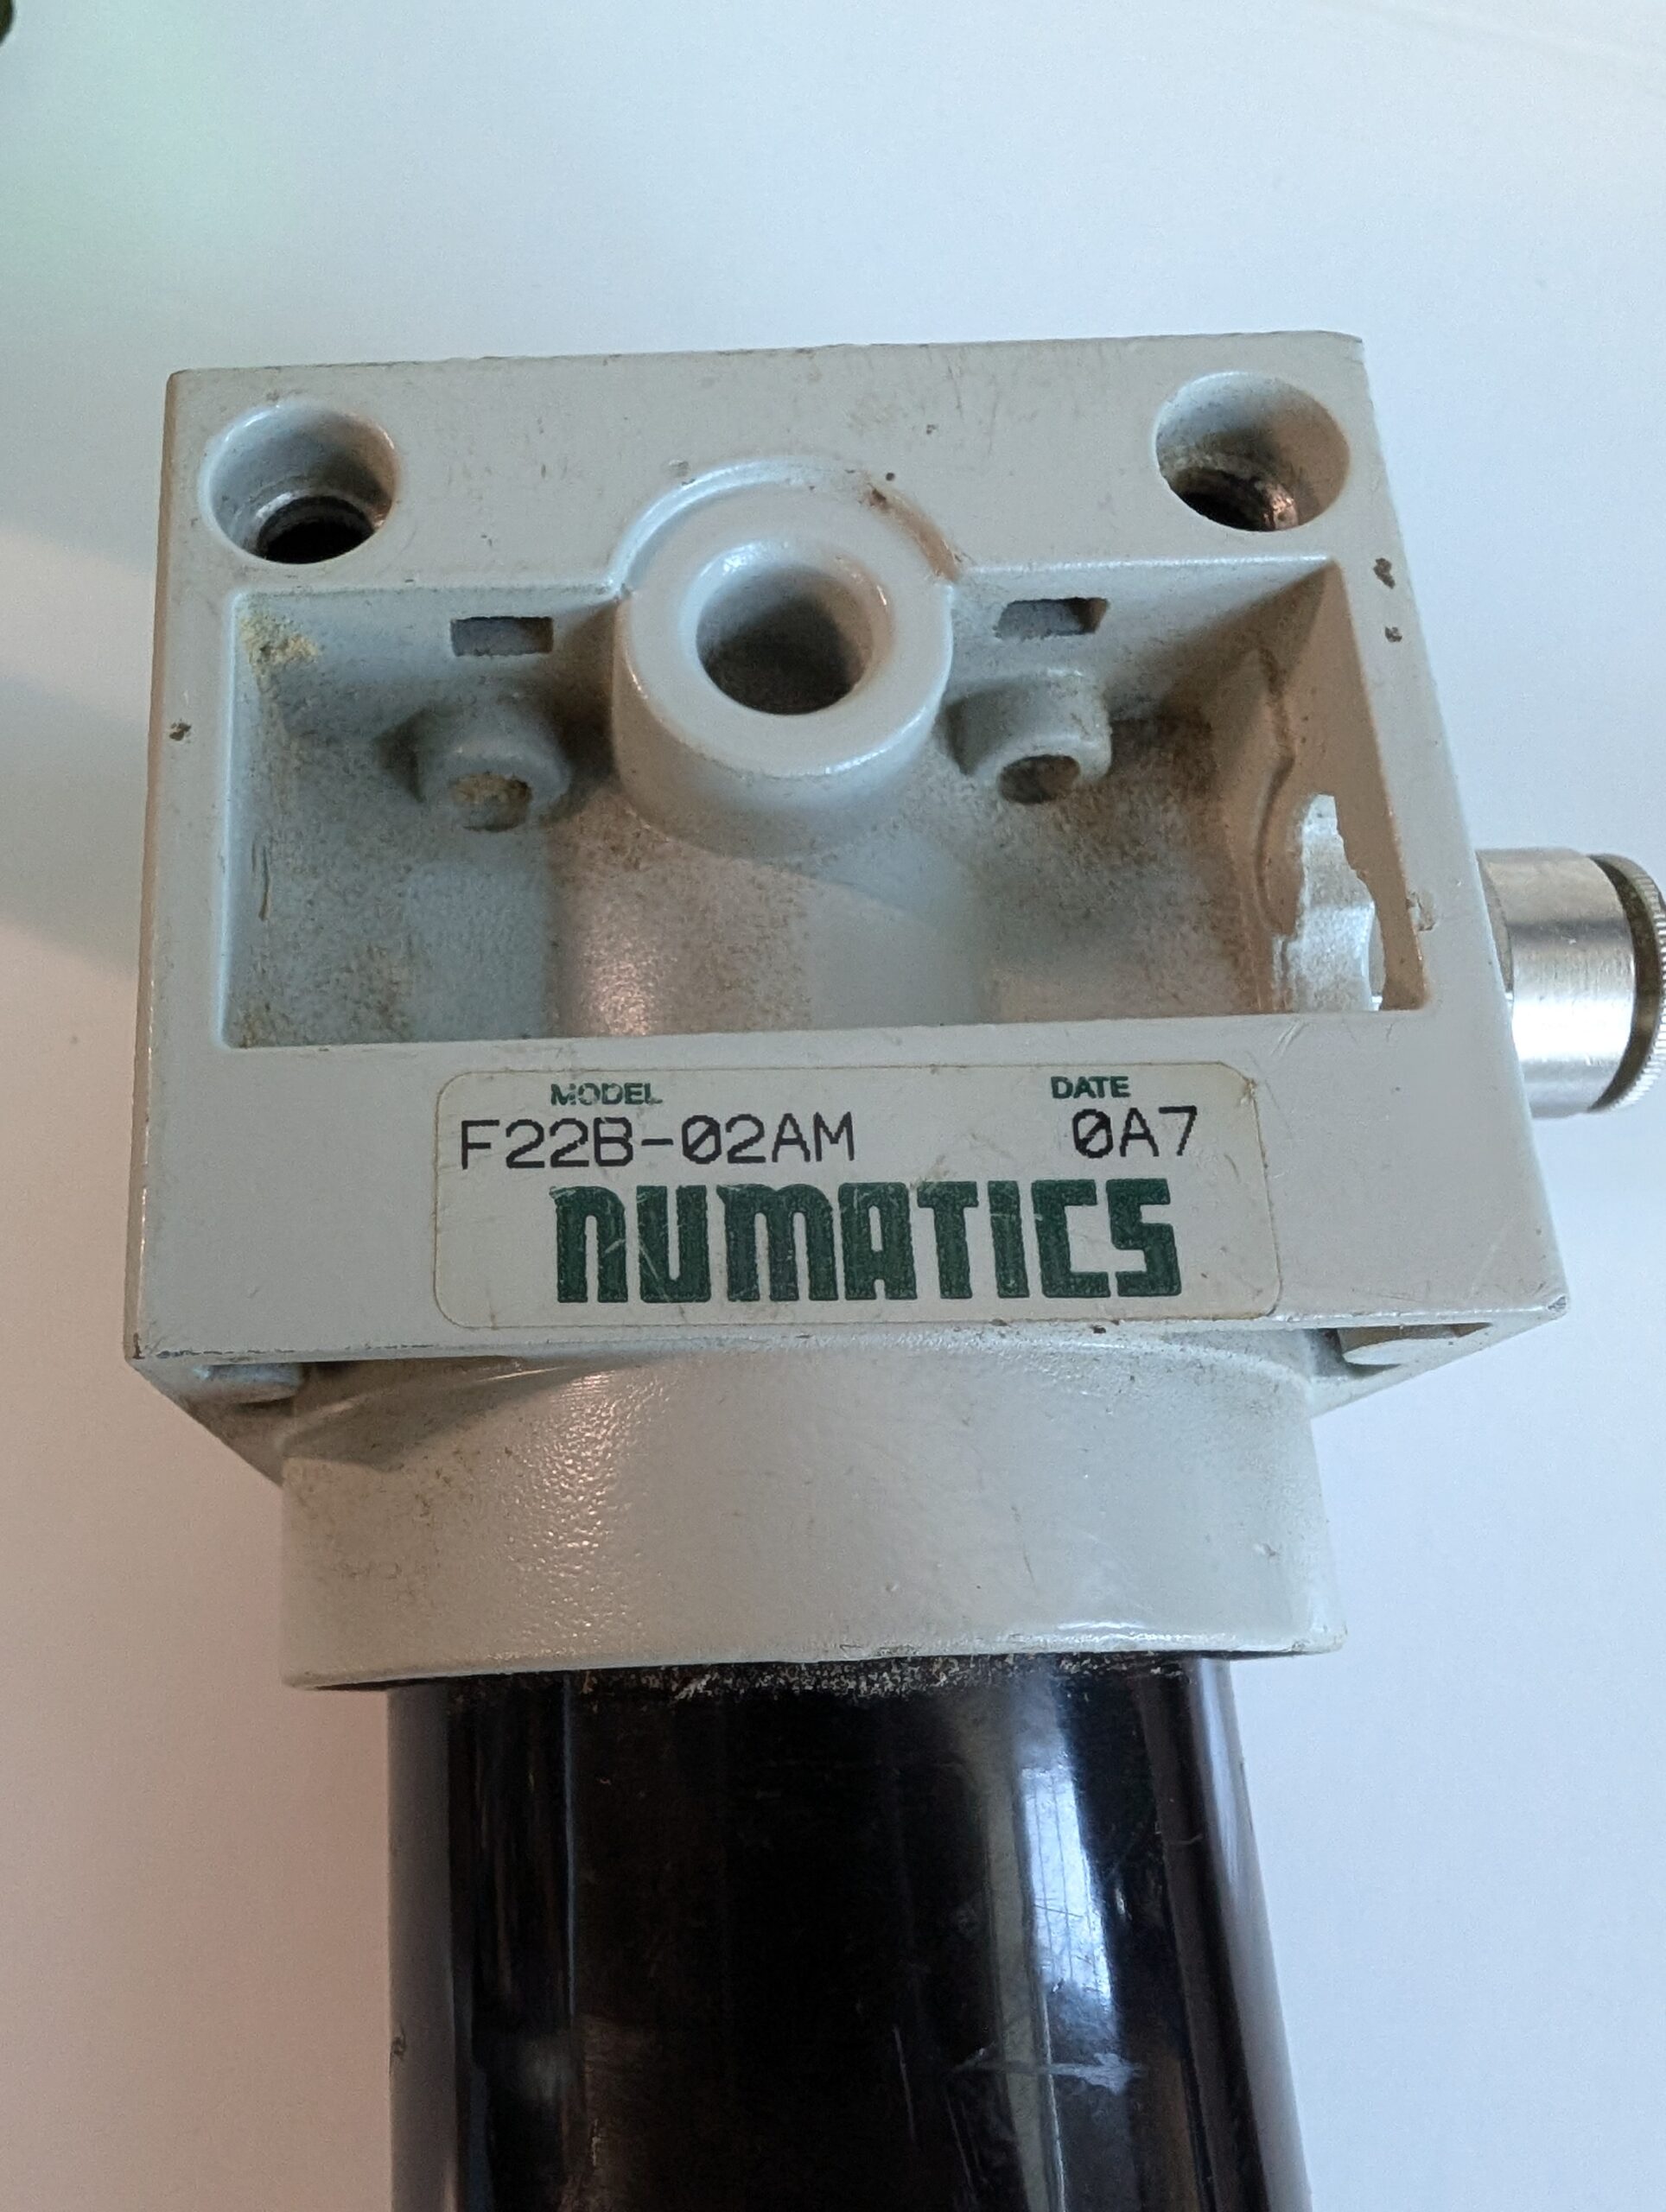 MODEL DATE
F22B-02AM 0A7
NUMATICS